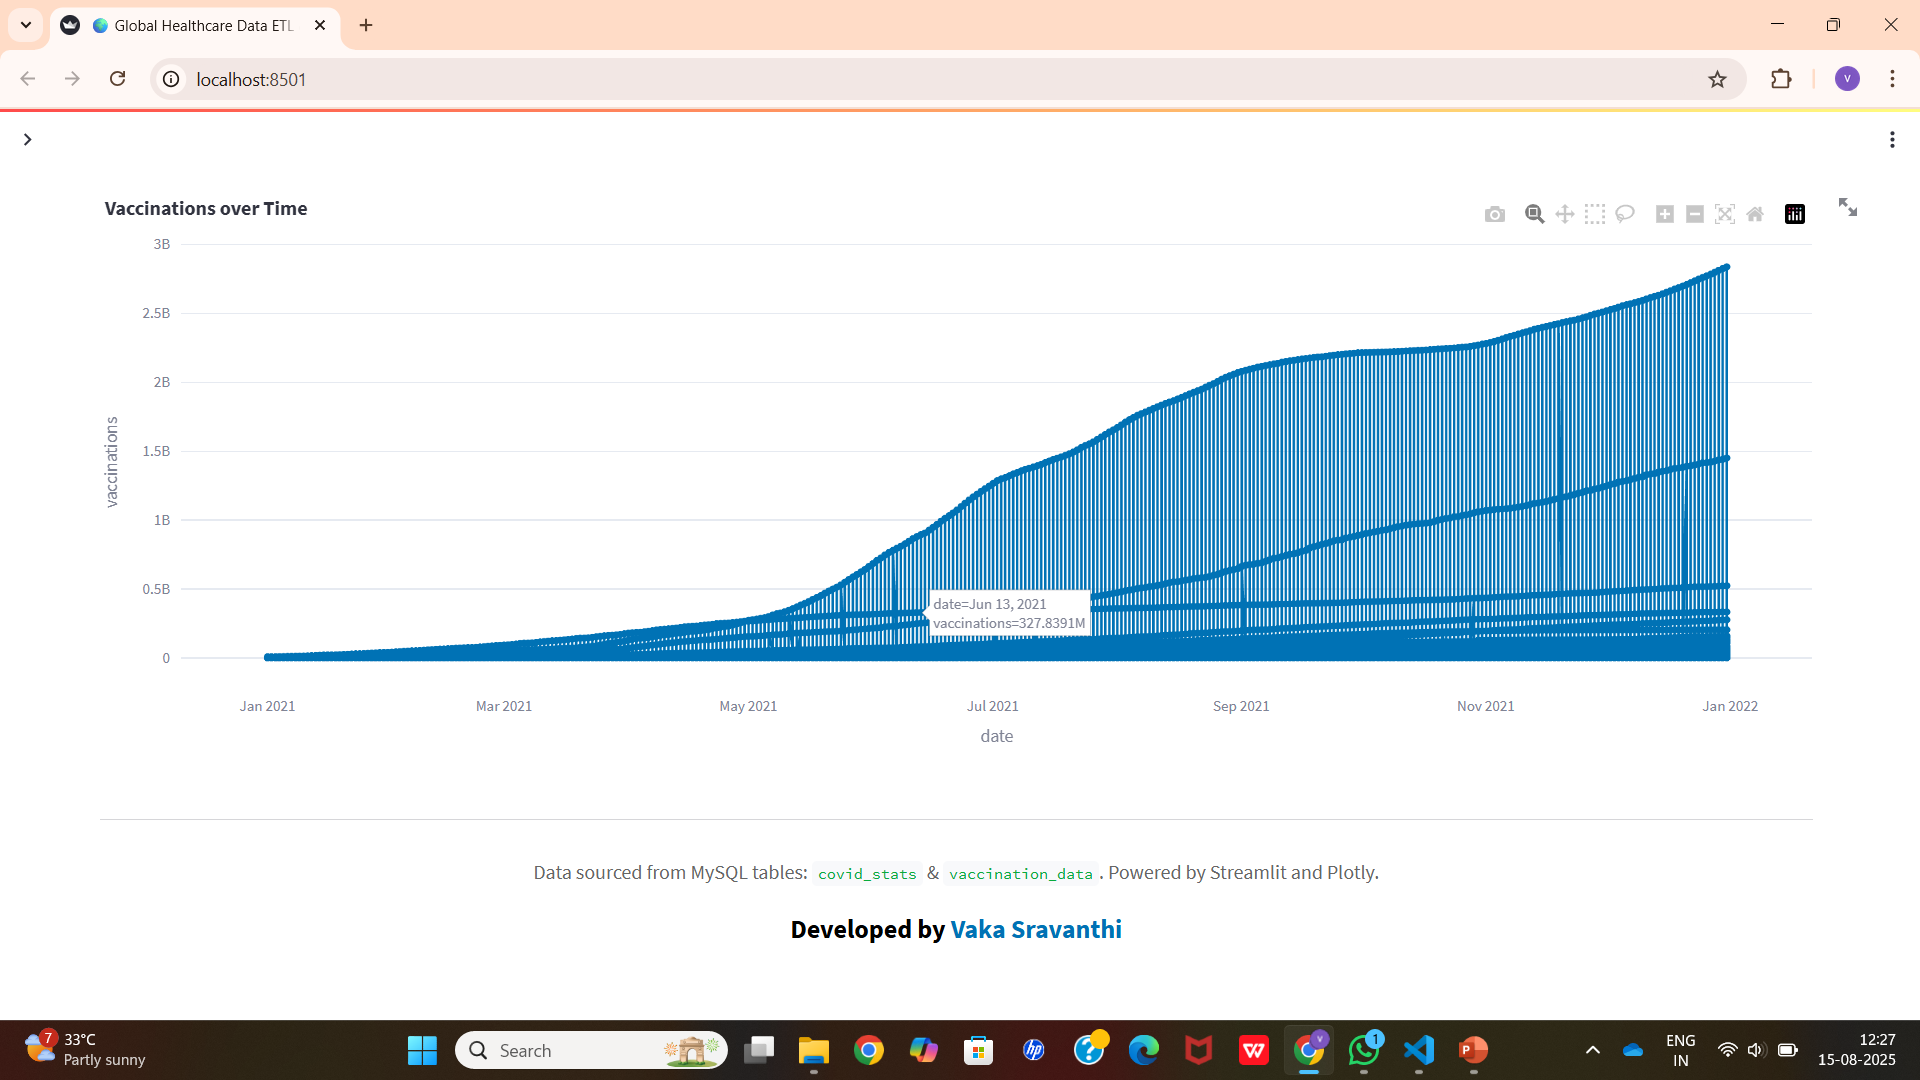 Global Healthcare Data ETL
localhost:8501
V
Vaccinations over Time
3B
2.5B
2B
1.5B
1B
0.5B
0
vaccinations
date=Jun 13, 2021
vaccinations=327.8391M
Jan 2021
Mar 2021
May 2021
Jul 2021
Sep 2021
Nov 2021
Jan 2022
date
Data sourced from MySQL tables: covid_stats & vaccination_data. Powered by Streamlit and Plotly.
Developed by Vaka Sravanthi
7
33°C
Partly sunny
Search
hp
?
W
V
1
P
ENG
IN
12:27
15-08-2025